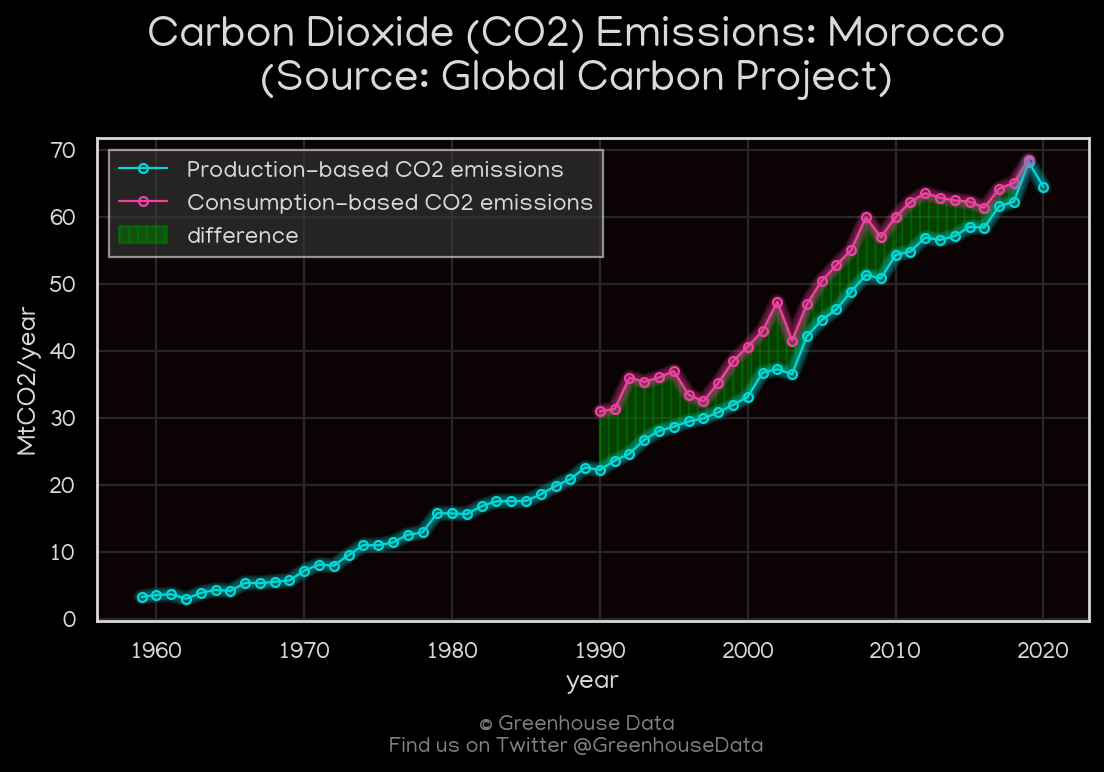 Carbon Dioxide (CO2) Emissions: Morocco
(Source: Global Carbon Project)
70
60
50
40
30
20
10
0
MtCO2/year
Production-based CO2 emissions
Consumption-based CO2 emissions
difference
1960 1970 1980 1990 2000 2010 2020
year
© Greenhouse Data
Find us on Twitter @GreenhouseData